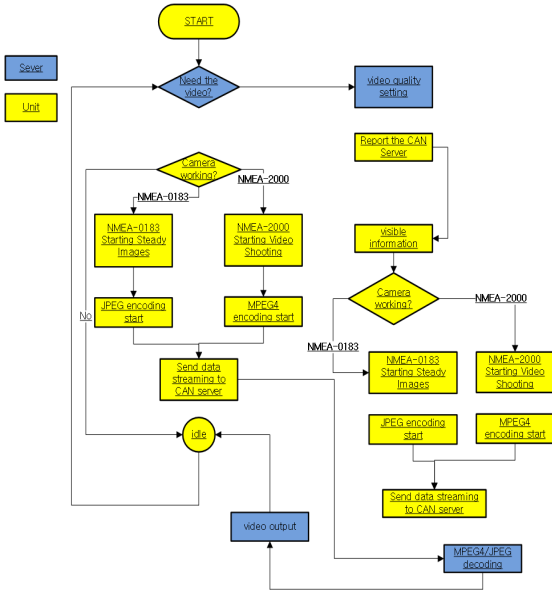 START
Sever
Unit
Need the
video?
video quality
setting
Report the CAN
Server
Camera
working?
NMEA-2000
NMEA-0183
NMEA-0183
Starting Steady
Images
NMEA-2000
Starting Video
Shooting
visible
information
JPEG encoding
start
MPEG4
encoding start
No
Camera
working?
NMEA-2000
NMEA-0183
Send data
streaming to
CAN server
NMEA-0183
Starting Steady
Images
NMEA-2000
Starting Video
Shooting
idle
JPEG encoding
start
MPEG4
encoding start
Send data streaming
to CAN server
video output
MPEG4/JPEG
decoding